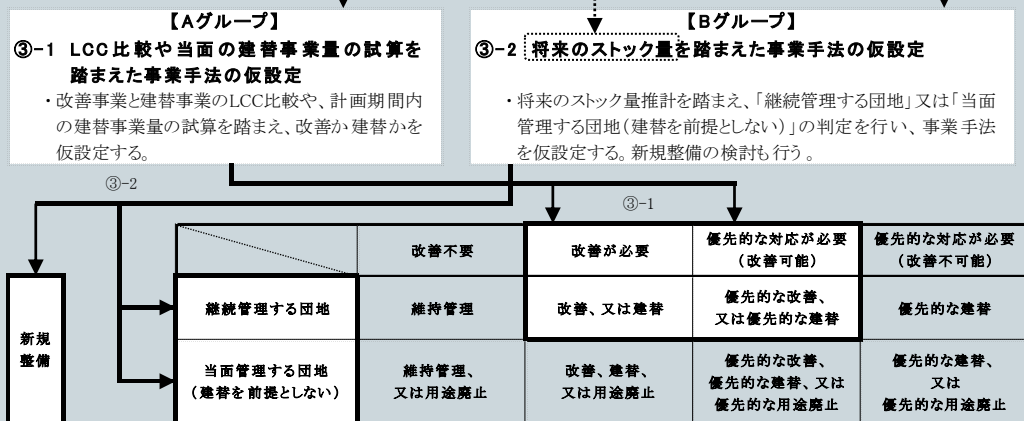 【Aグループ】
③-1 LCC比較や当面の建替事業量の試算を
踏まえた事業手法の仮設定
・改善事業と建替事業のLCC比較や、計画期間内
の建替事業量の試算を踏まえ、改善か建替かを
仮設定する。
【Bグループ】
③-2 将来のストック量を踏まえた事業手法の仮設定
・将来のストック量推計を踏まえ、「継続管理する団地」又は「当面
管理する団地(建替を前提としない)」の判定を行い、事業手法
を仮設定する。新規整備の検討も行う。
③-2
③-1
改善不要
改善が必要
優先的な対応が必要
(改善可能)
優先的な対応が必要
(改善不可能)
新規
整備
継続管理する団地
維持管理
改善、又は建替
優先的な改善、
又は優先的な建替
優先的な建替
当面管理する団地
(建替を前提としない)
維持管理、
又は用途廃止
改善、建替、
又は用途廃止
優先的な改善、
優先的な建替、又は
優先的な用途廃止
優先的な建替、
又は
優先的な用途廃止